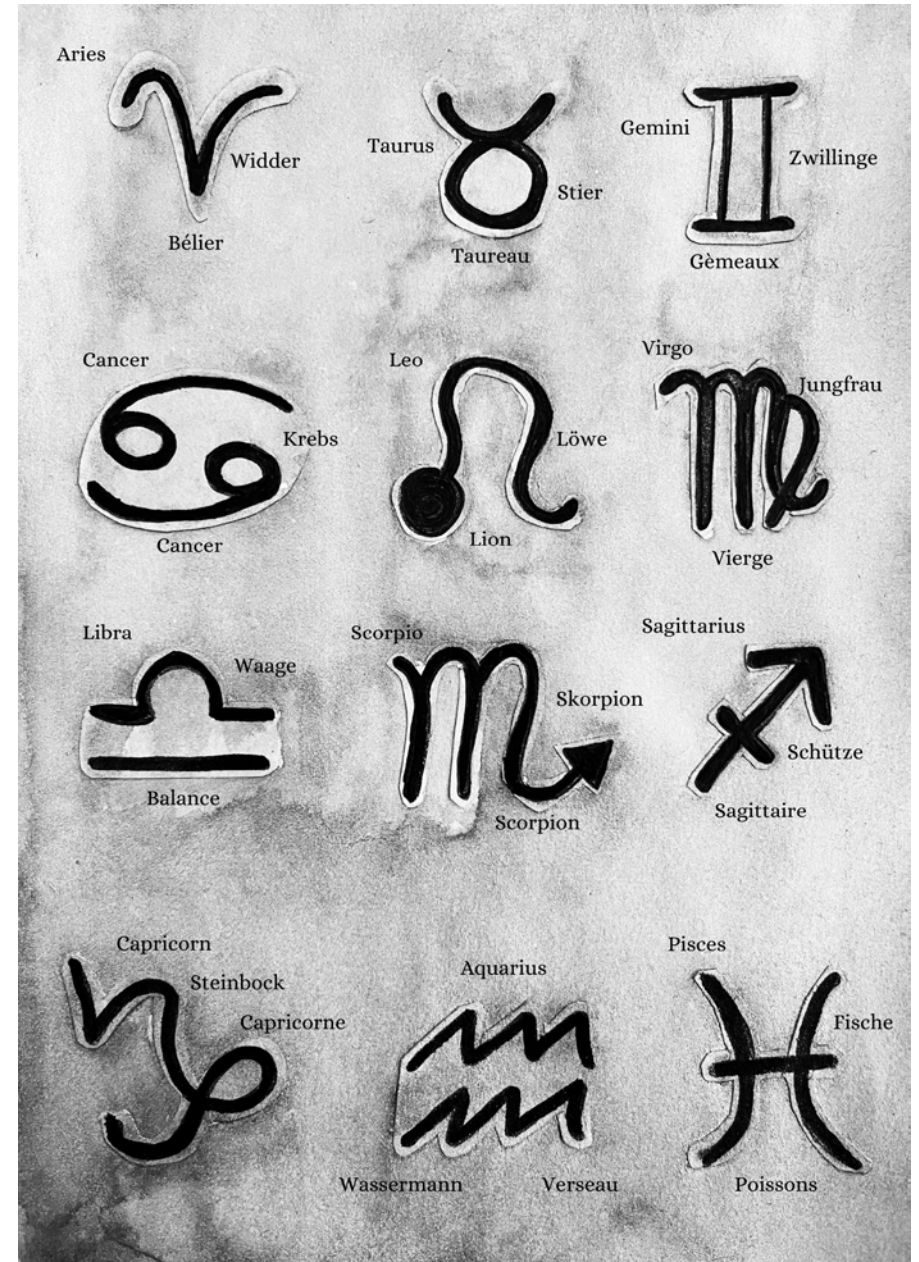 Aries
Widder
Bélier
Taurus
Stier
Taureau
Gemini
Zwillinge
Gèmeaux
Cancer
Krebs
Cancer
Leo
Löwe
Lion
Virgo
Jungfrau
Vierge
Libra
Waage
Balance
Scorpio
Skorpion
Scorpion
Sagittarius
Schütze
Sagittaire
Capricorn
Steinbock
Capricorne
Aquarius
Wassermann
Verseau
Pisces
Fische
Poissons